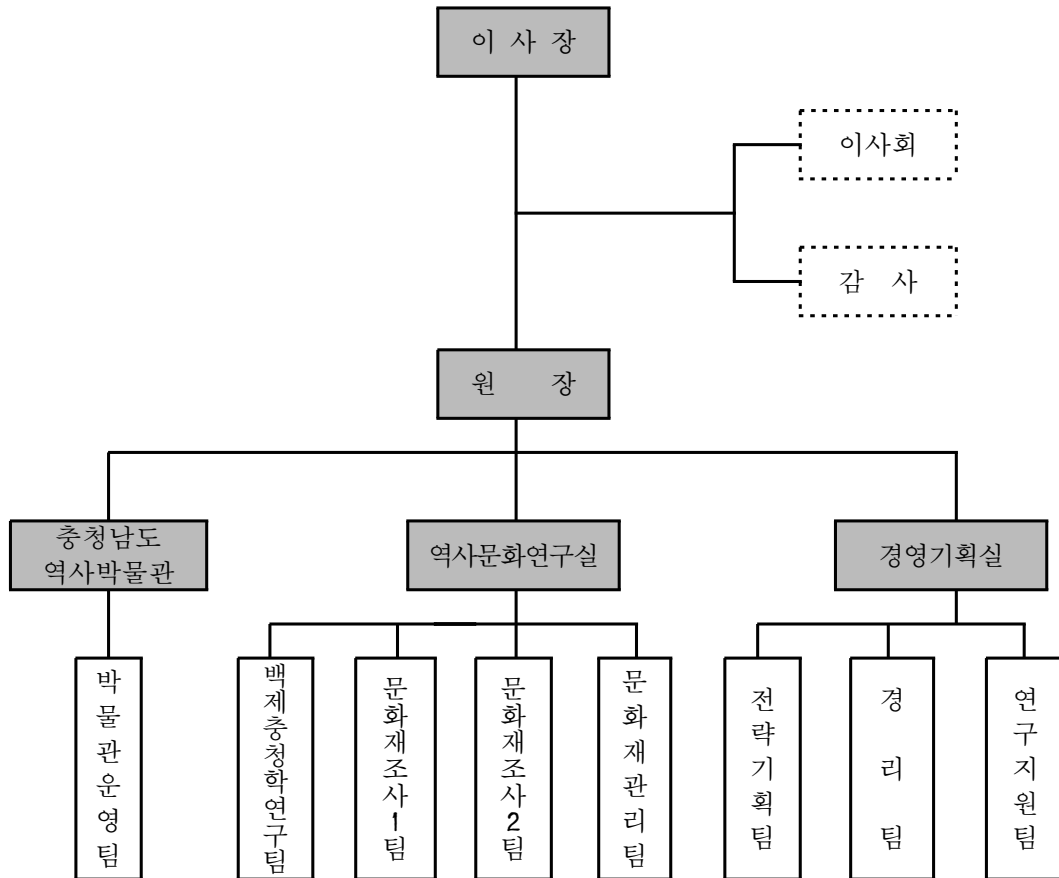 이 사 장
이사회
감 사
원 장
충청남도
역사박물관
역사문화연구실
경영기획실
박물관운영팀
백제충청학연구팀
문화재조사1팀
문화재조사2팀
문화재관리팀
전략기획팀
경리팀
연구지원팀